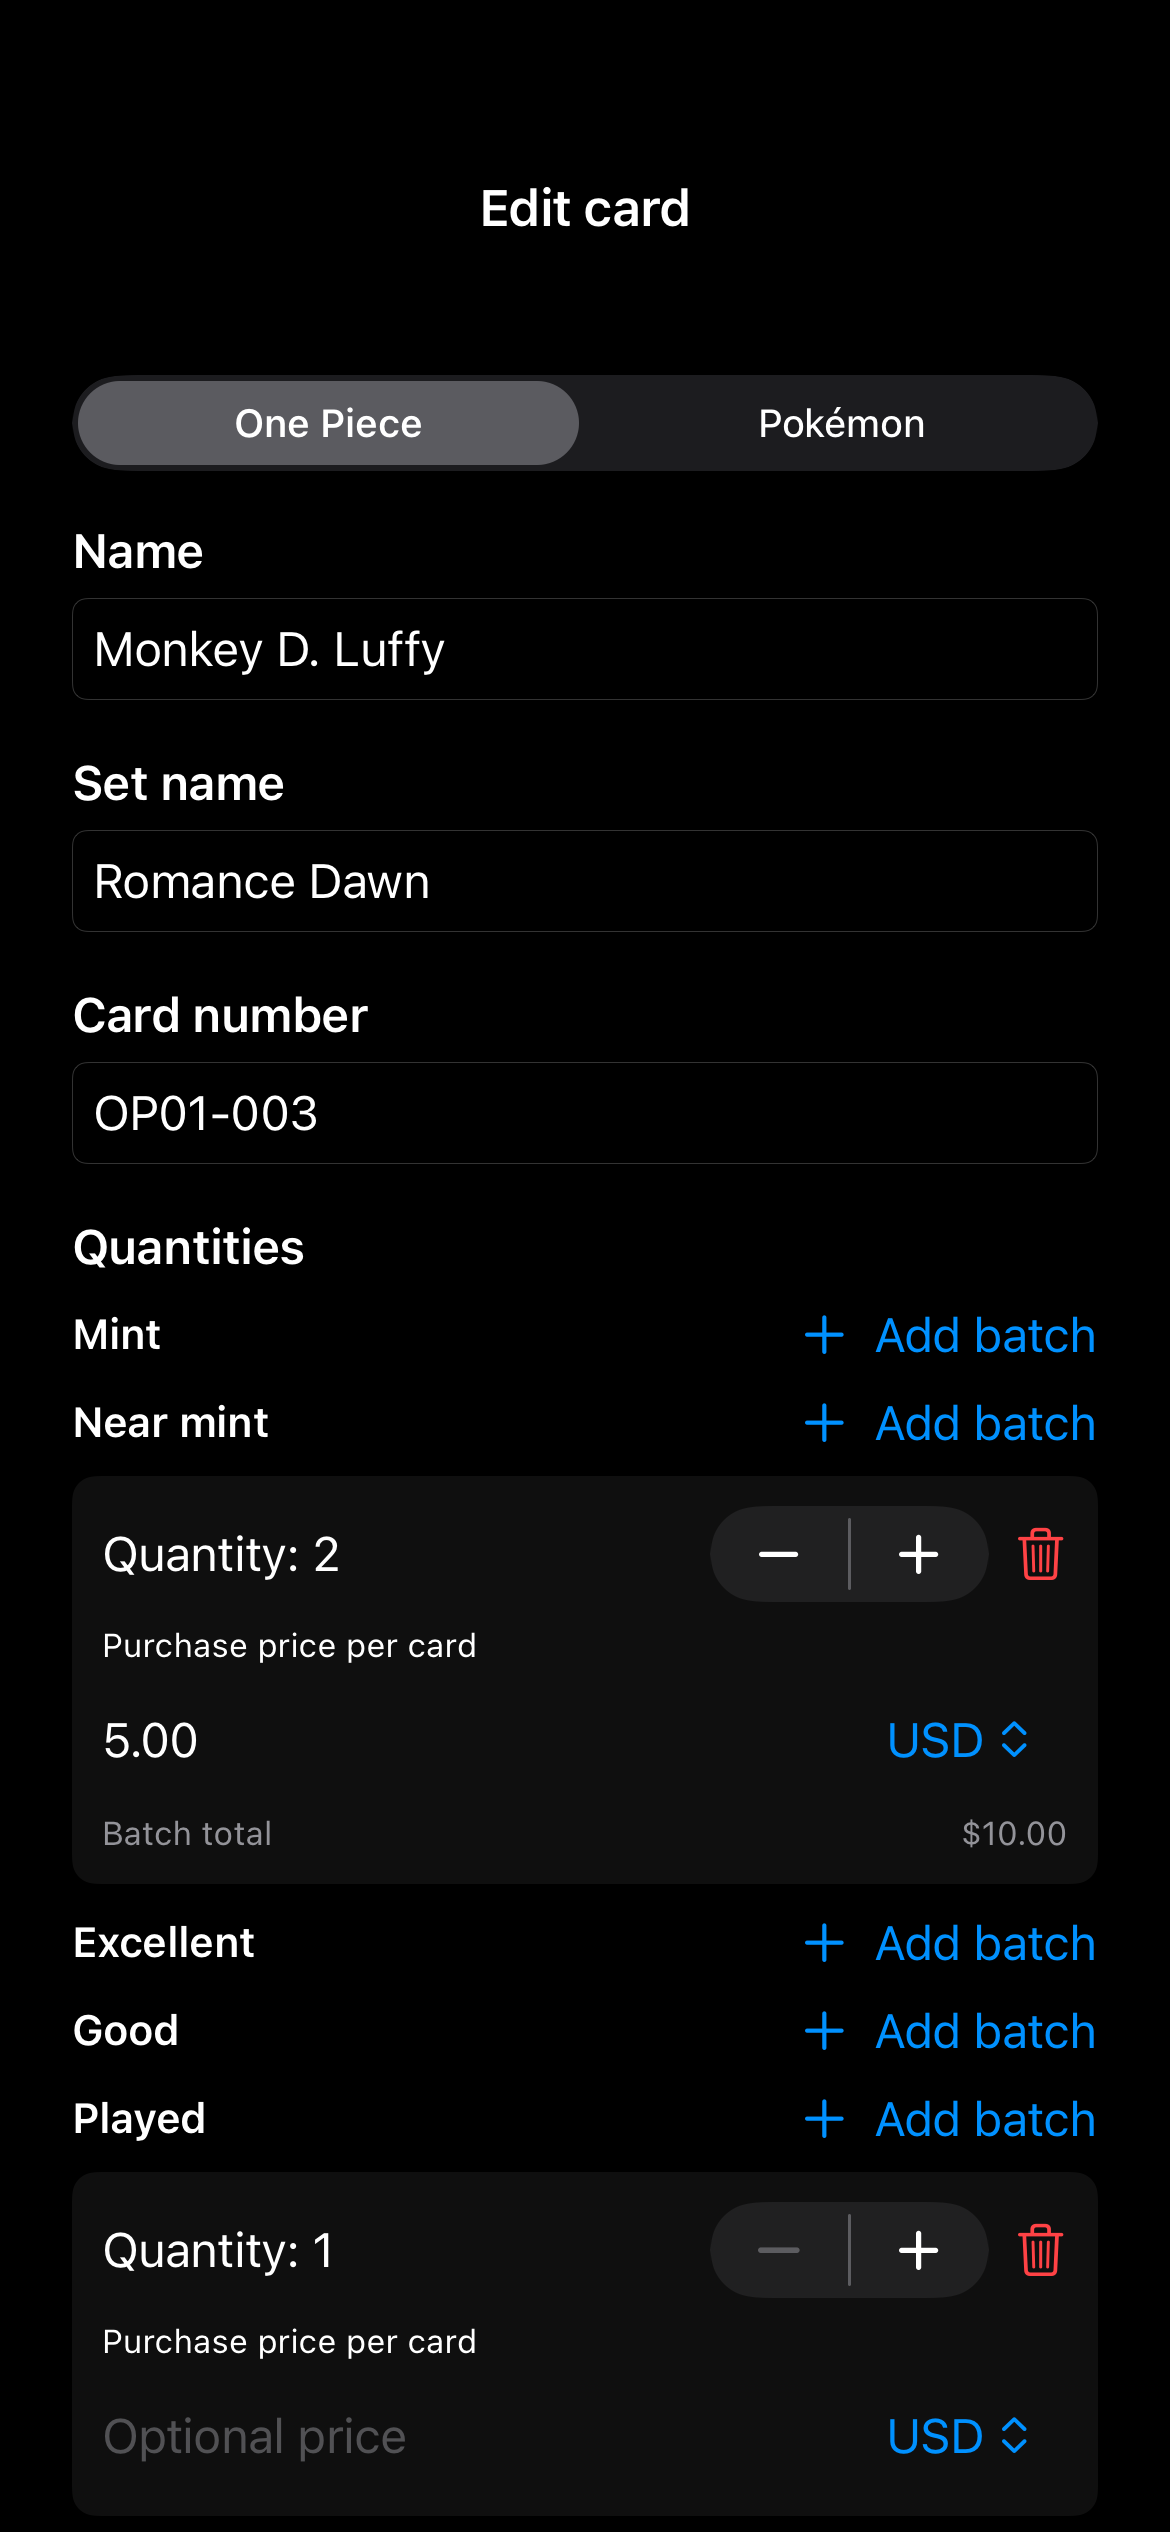 Edit card
One Piece
Pokémon
Name
Monkey D. Luffy
Set name
Romance Dawn
Card number
OP01-003
Quantities
Mint
Add batch
Near mint
Add batch
Quantity: 2
Purchase price per card
5.00
USD
Batch total
$10.00
Excellent
Add batch
Good
Add batch
Played
Add batch
Quantity: 1
Purchase price per card
Optional price
USD